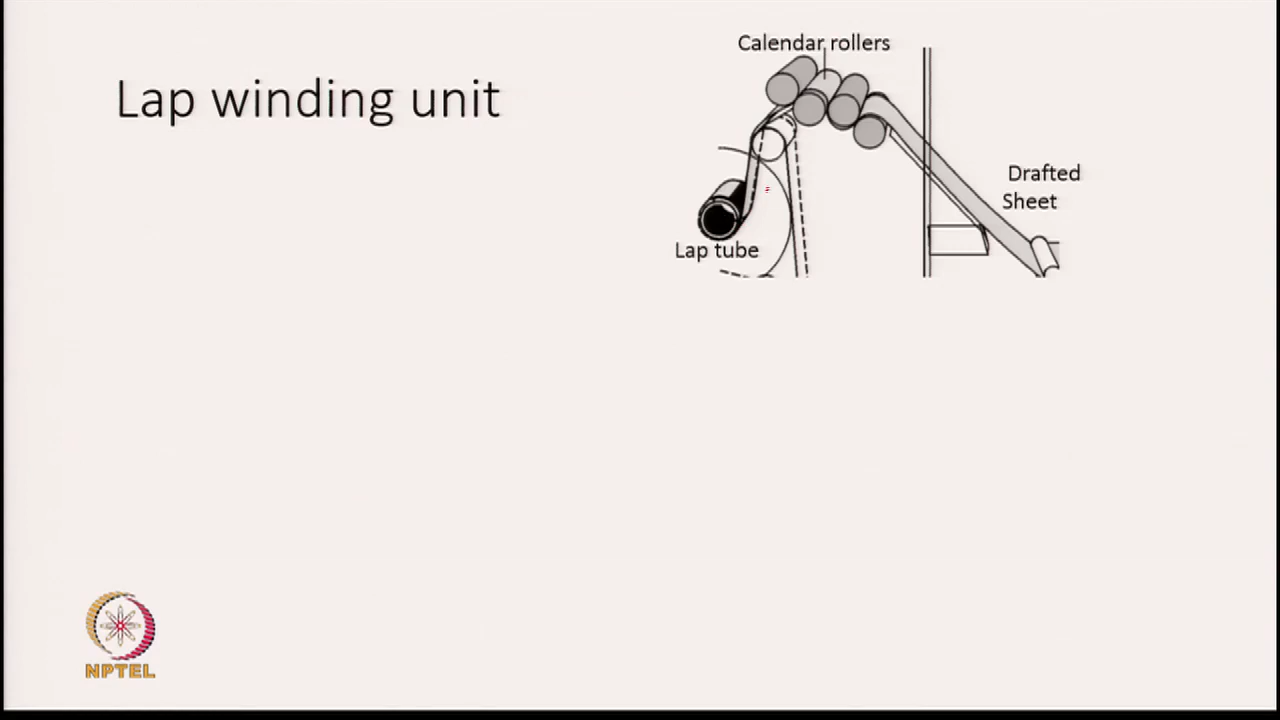 Lap winding unit
Calendar rollers
Drafted
Sheet
Lap tube
NPTEL